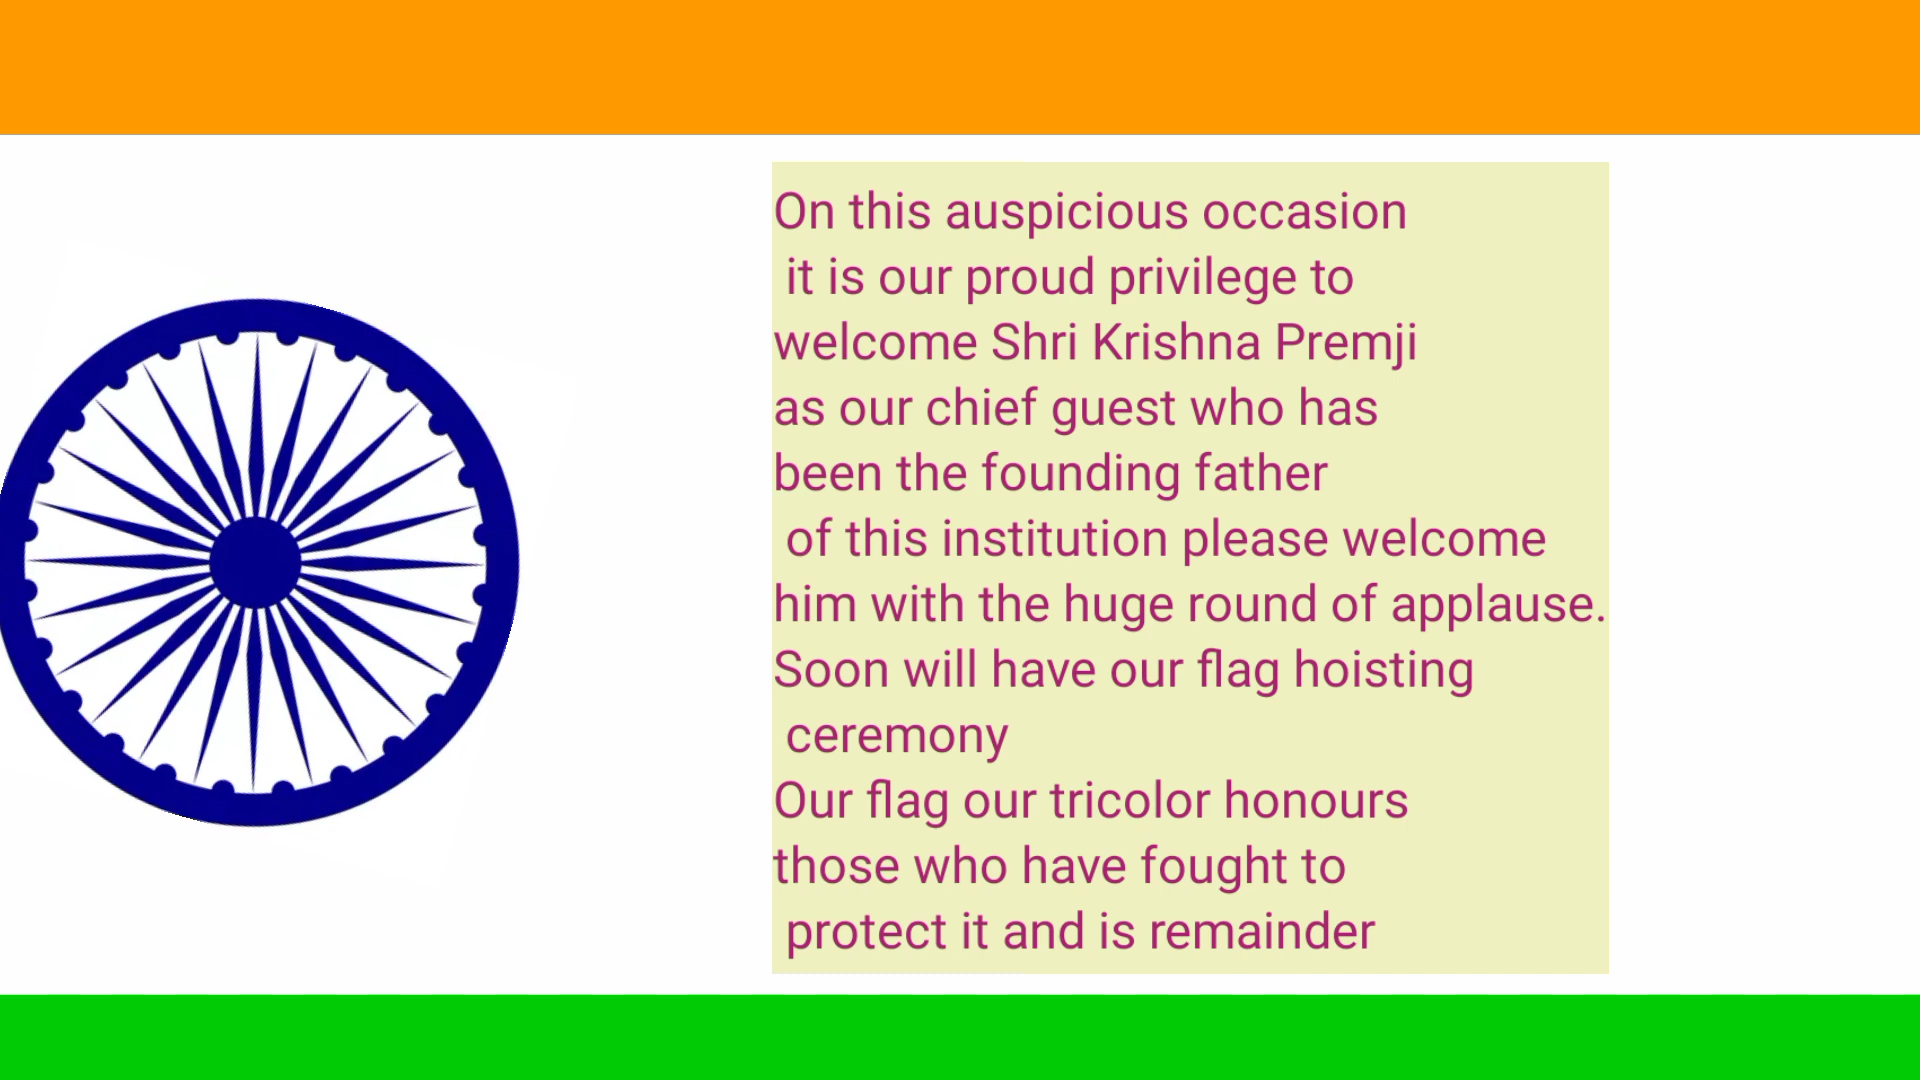 On this auspicious occasion
it is our proud privilege to
welcome Shri Krishna Premji
as our chief guest who has
been the founding father
of this institution please welcome
him with the huge round of applause.
Soon will have our flag hoisting
ceremony
Our flag our tricolor honours
those who have fought to
protect it and is remainder